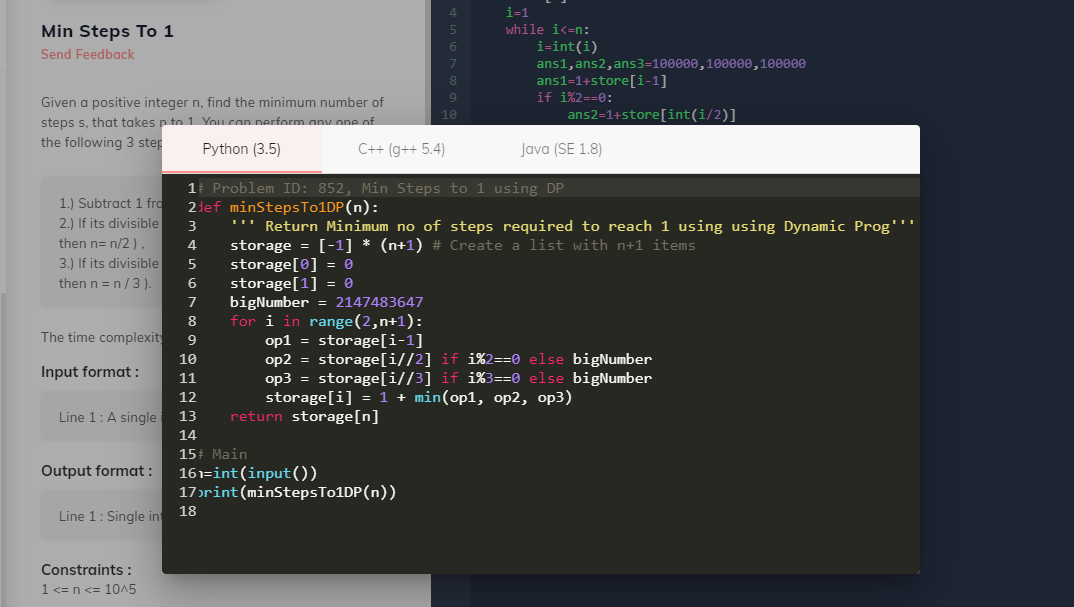 Min Steps To 1
Send Feedback
Given a positive integer n, find the minimum number of
steps s, that takes n to 1. You can perform any one of
the following 3 step
1.) Subtract 1 fro
2.) If its divisible
then n= n/2 ) ,
3.) If its divisible
then n = n / 3 ).
The time complexity
Input format :
Line 1 : A single i
Output format :
Line 1 : Single int
Constraints :
1 <= n <= 10^5
4 i=1
5 while i<=n:
6 i=int(i)
7 ans1,ans2,ans3=100000,100000,100000
8 ans1=1+store[i-1]
9 if i%2==0:
10 ans2=1+store[int(i/2)]
Python (3.5) C++ (g++ 5.4) Java (SE 1.8)
1 # Problem ID: 852, Min Steps to 1 using DP
2 def minStepsTo1DP(n):
3 ''' Return Minimum no of steps required to reach 1 using using Dynamic Prog'''
4 storage = [-1] * (n+1) # Create a list with n+1 items
5 storage[0] = 0
6 storage[1] = 0
7 bigNumber = 2147483647
8 for i in range(2,n+1):
9 op1 = storage[i-1]
10 op2 = storage[i//2] if i%2==0 else bigNumber
11 op3 = storage[i//3] if i%3==0 else bigNumber
12 storage[i] = 1 + min(op1, op2, op3)
13 return storage[n]
14
15 # Main
16 n=int(input())
17 print(minStepsTo1DP(n))
18